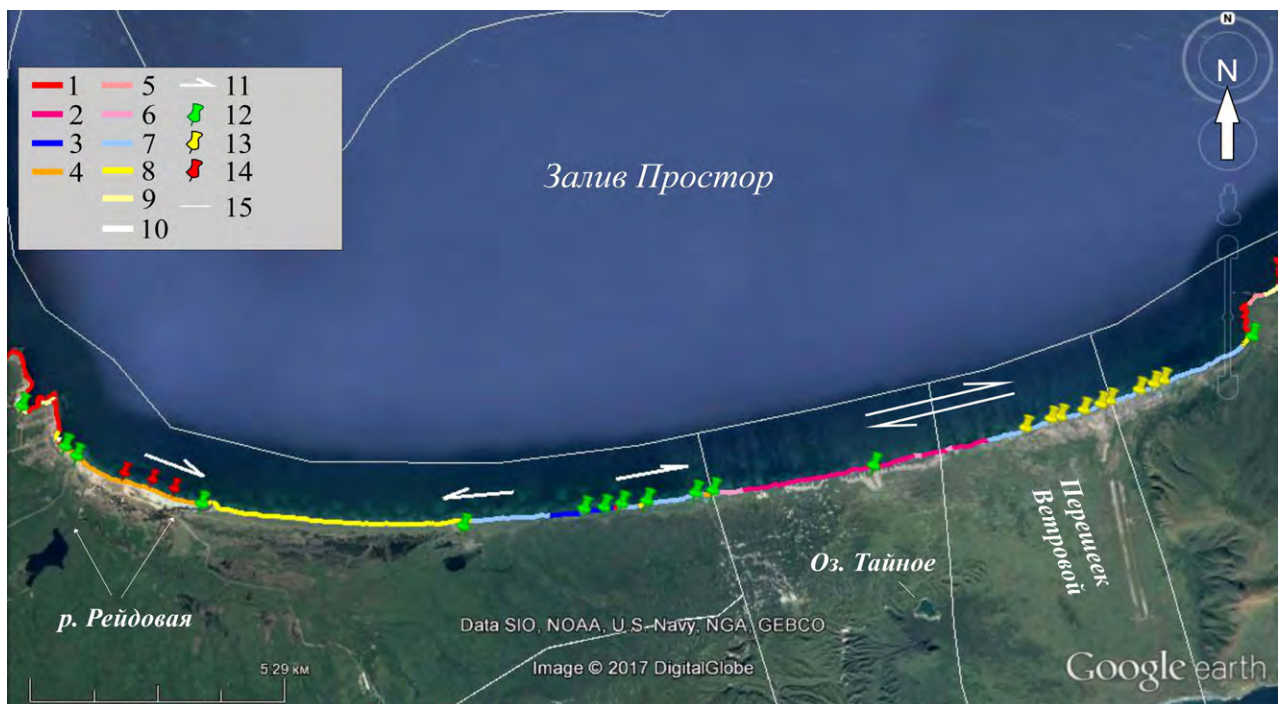 N
N
1 5 11
2 6 12
3 7 13
4 8 14
9 15
10
Залив Простор
Перешеек
Ветровой
Оз. Тайное
р. Рейдовая
Data SIO, NOAA, U.S. Navy, NGA, GEBCO
5.29 км
Image © 2017 DigitalGlobe
Google earth